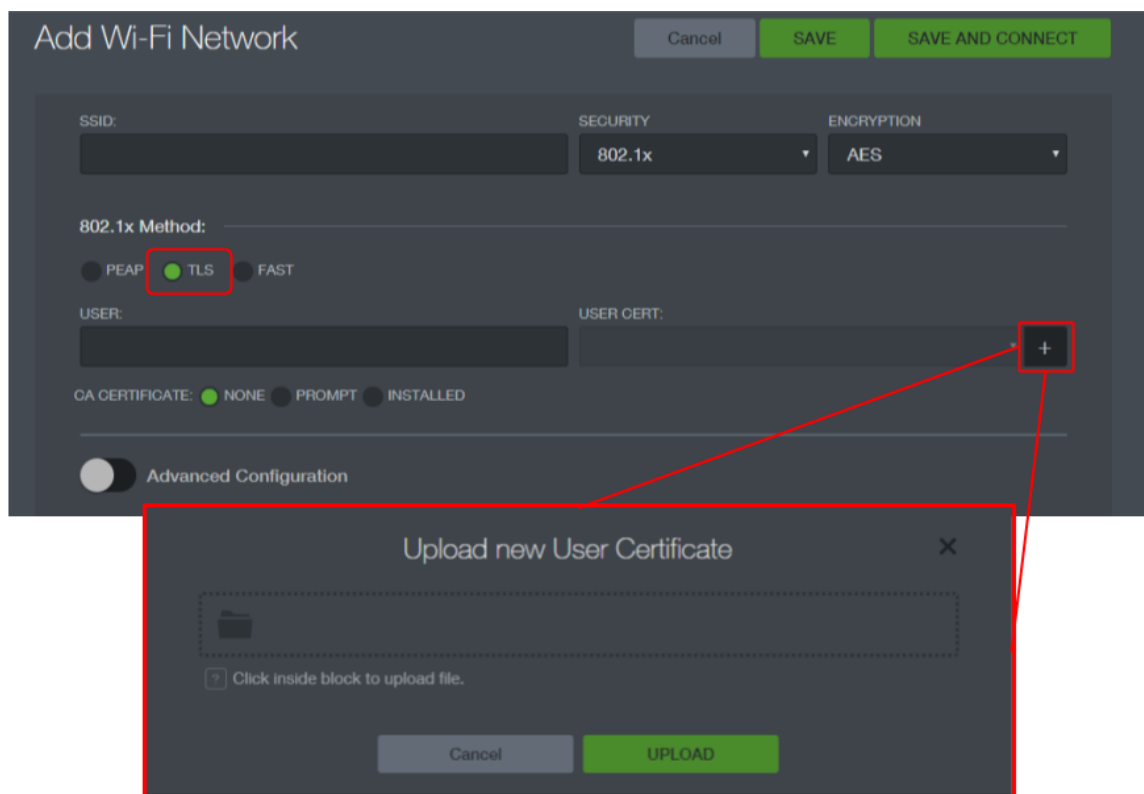 Add Wi-Fi Network
Cancel SAVE SAVE AND CONNECT
SSID: SECURITY ENCRYPTION
802.1x AES
802.1x Method:
PEAP TLS FAST
USER: USER CERT:
+
CA CERTIFICATE: NONE PROMPT INSTALLED
Advanced Configuration
Upload new User Certificate ×
? Click inside block to upload file.
Cancel UPLOAD